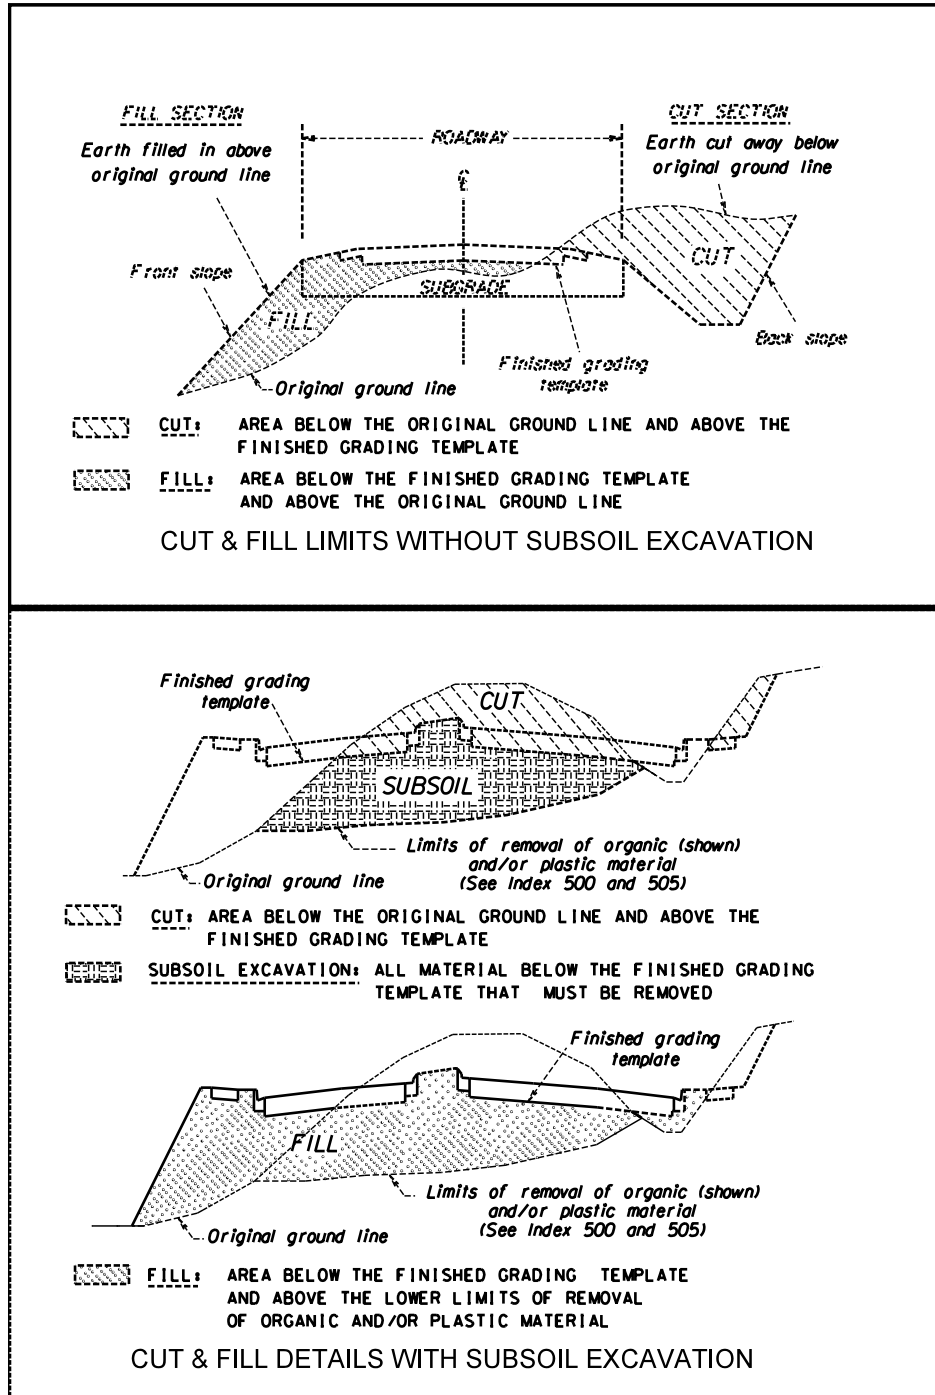 FILL SECTION
Earth filled in above
original ground line
ROADWAY
CUT SECTION
Earth cut away below
original ground line
℄
CUT
Front slope
SUBGRADE
FILL
Back slope
Finished grading
template
Original ground line
CUT: AREA BELOW THE ORIGINAL GROUND LINE AND ABOVE THE
FINISHED GRADING TEMPLATE
FILL: AREA BELOW THE FINISHED GRADING TEMPLATE
AND ABOVE THE ORIGINAL GROUND LINE
CUT & FILL LIMITS WITHOUT SUBSOIL EXCAVATION
Finished grading
template
CUT
SUBSOIL
Limits of removal of organic (shown)
and/or plastic material
(See Index 500 and 505)
Original ground line
CUT: AREA BELOW THE ORIGINAL GROUND LINE AND ABOVE THE
FINISHED GRADING TEMPLATE
SUBSOIL EXCAVATION: ALL MATERIAL BELOW THE FINISHED GRADING
TEMPLATE THAT MUST BE REMOVED
Finished grading
template
FILL
Limits of removal of organic (shown)
and/or plastic material
(See Index 500 and 505)
Original ground line
FILL: AREA BELOW THE FINISHED GRADING TEMPLATE
AND ABOVE THE LOWER LIMITS OF REMOVAL
OF ORGANIC AND/OR PLASTIC MATERIAL
CUT & FILL DETAILS WITH SUBSOIL EXCAVATION